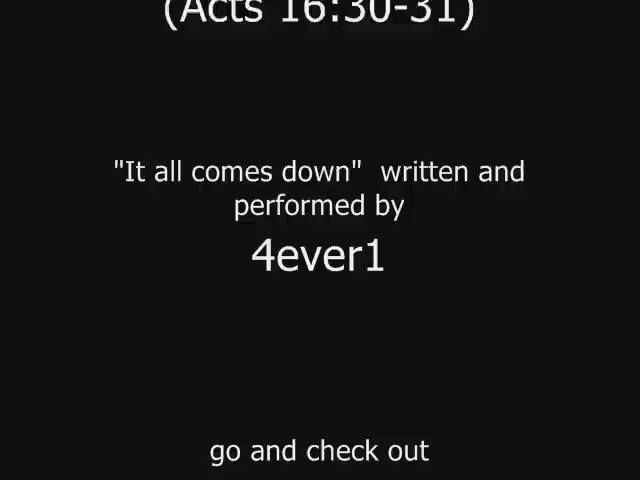 (Acts 16:30-31)
"It all comes down"  written and
performed by
4ever1
go and check out